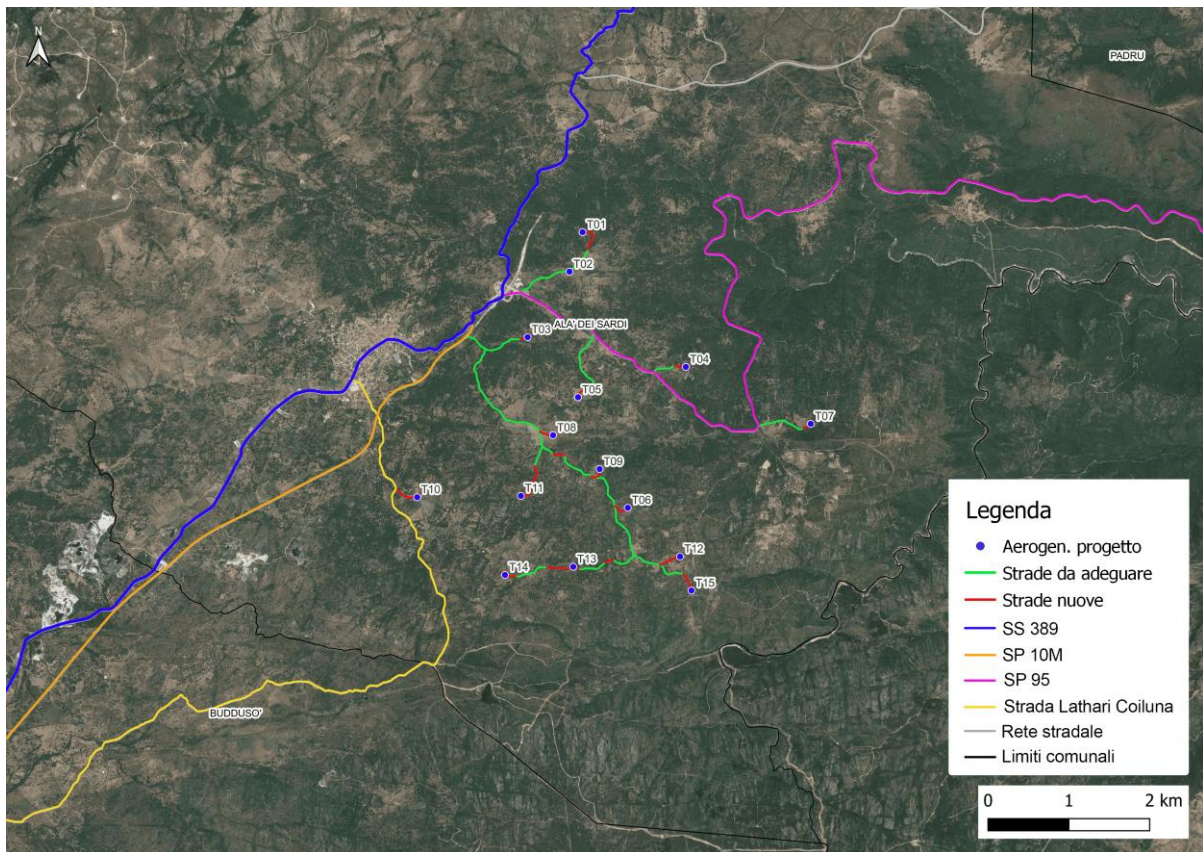 N
PADRU
T01
T02
ALA' DEI SARDI
T03
T04
T05
T07
T08
T09
T10
T11
T06
T12
T13
T14
T15
BUDDUSO'
Legenda
Aerogen. progetto
Strade da adeguare
Strade nuove
SS 389
SP 10M
SP 95
Strada Lathari Coiluna
Rete stradale
Limiti comunali
0 1 2 km